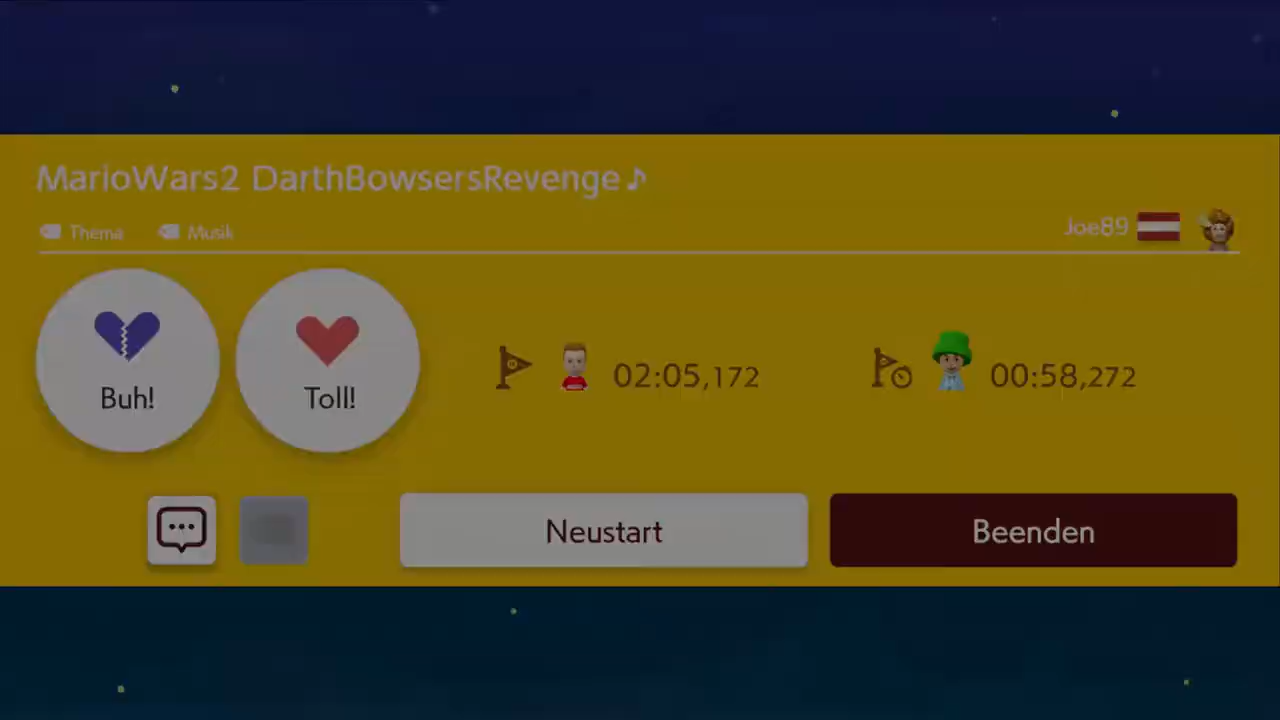 MarioWars2 DarthBowsersRevenge♪
Thema Musik
Joe89
Buh!
Toll!
02:05,172
00:58,272
Neustart
Beenden